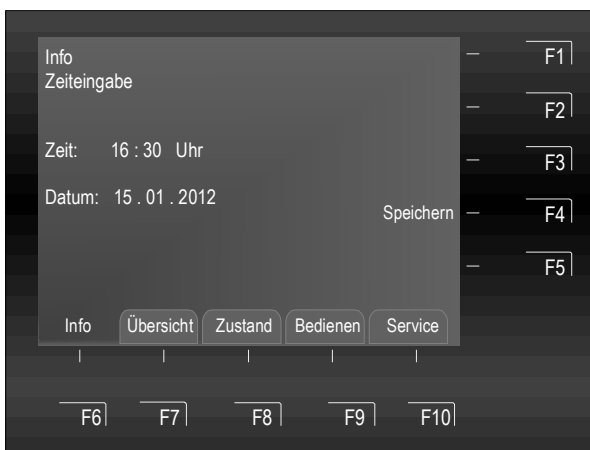 Info
F1
Zeiteingabe
F2
Zeit: 16 : 30 Uhr
F3
Datum: 15 . 01 . 2012
Speichern
F4
F5
Info Übersicht Zustand Bedienen Service
F6 F7 F8 F9 F10